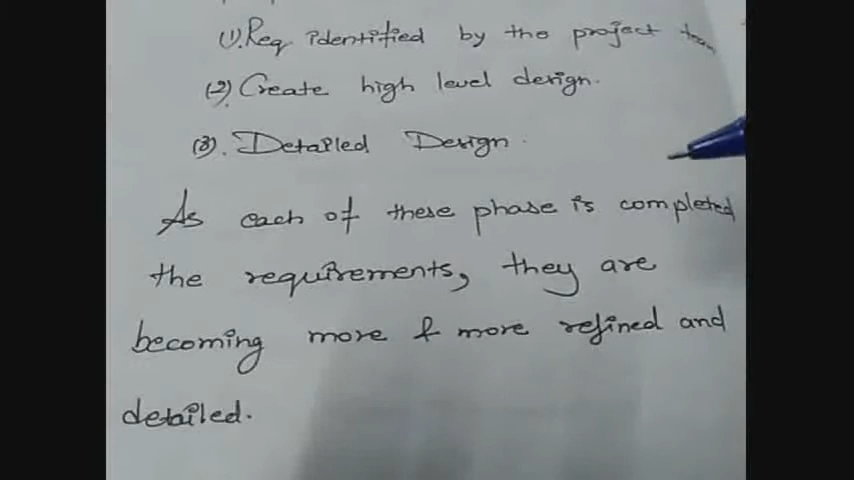 (1). Req identified by the project team
(2) Create high level design.
(3). Detailed Design.
As each of these phase is completed
the requirements, they are
becoming more & more refined and
detailed.